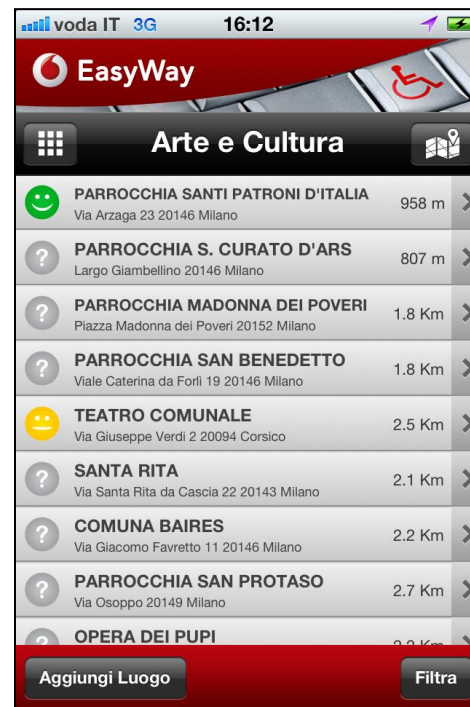 voda IT 3G 16:12
EasyWay
Arte e Cultura
PARROCCHIA SANTI PATRONI D'ITALIA
Via Arzaga 23 20146 Milano
958 m
PARROCCHIA S. CURATO D'ARS
Largo Giambellino 20146 Milano
807 m
PARROCCHIA MADONNA DEI POVERI
Piazza Madonna dei Poveri 20152 Milano
1.8 Km
PARROCCHIA SAN BENEDETTO
Viale Caterina da Forlì 19 20146 Milano
1.8 Km
TEATRO COMUNALE
Via Giuseppe Verdi 2 20094 Corsico
2.5 Km
SANTA RITA
Via Santa Rita da Cascia 22 20143 Milano
2.1 Km
COMUNA BAIRES
Via Giacomo Favretto 11 20146 Milano
2.2 Km
PARROCCHIA SAN PROTASO
Via Osoppo 20149 Milano
2.7 Km
OPERA DEI PUPI
Aggiungi Luogo
Filtra